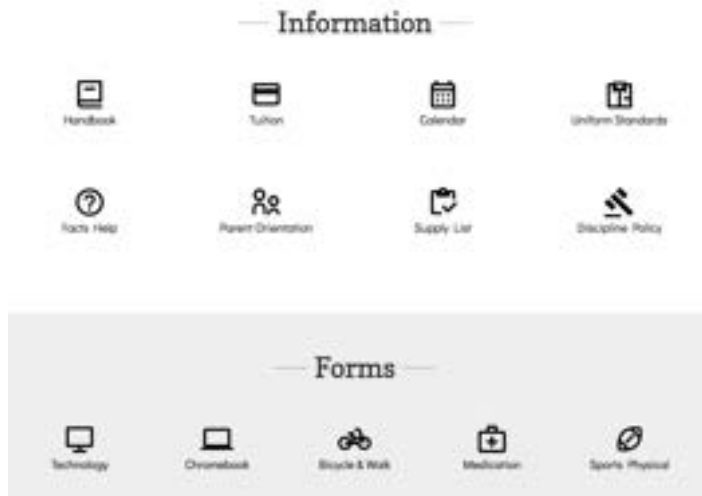 Information
Handbook
Tuition
Calendar
Uniform Standards
Facts Help
Parent Orientation
Supply List
Discipline Policy
Forms
Technology
Chromebook
Bicycle & Walk
Medication
Sports Physical